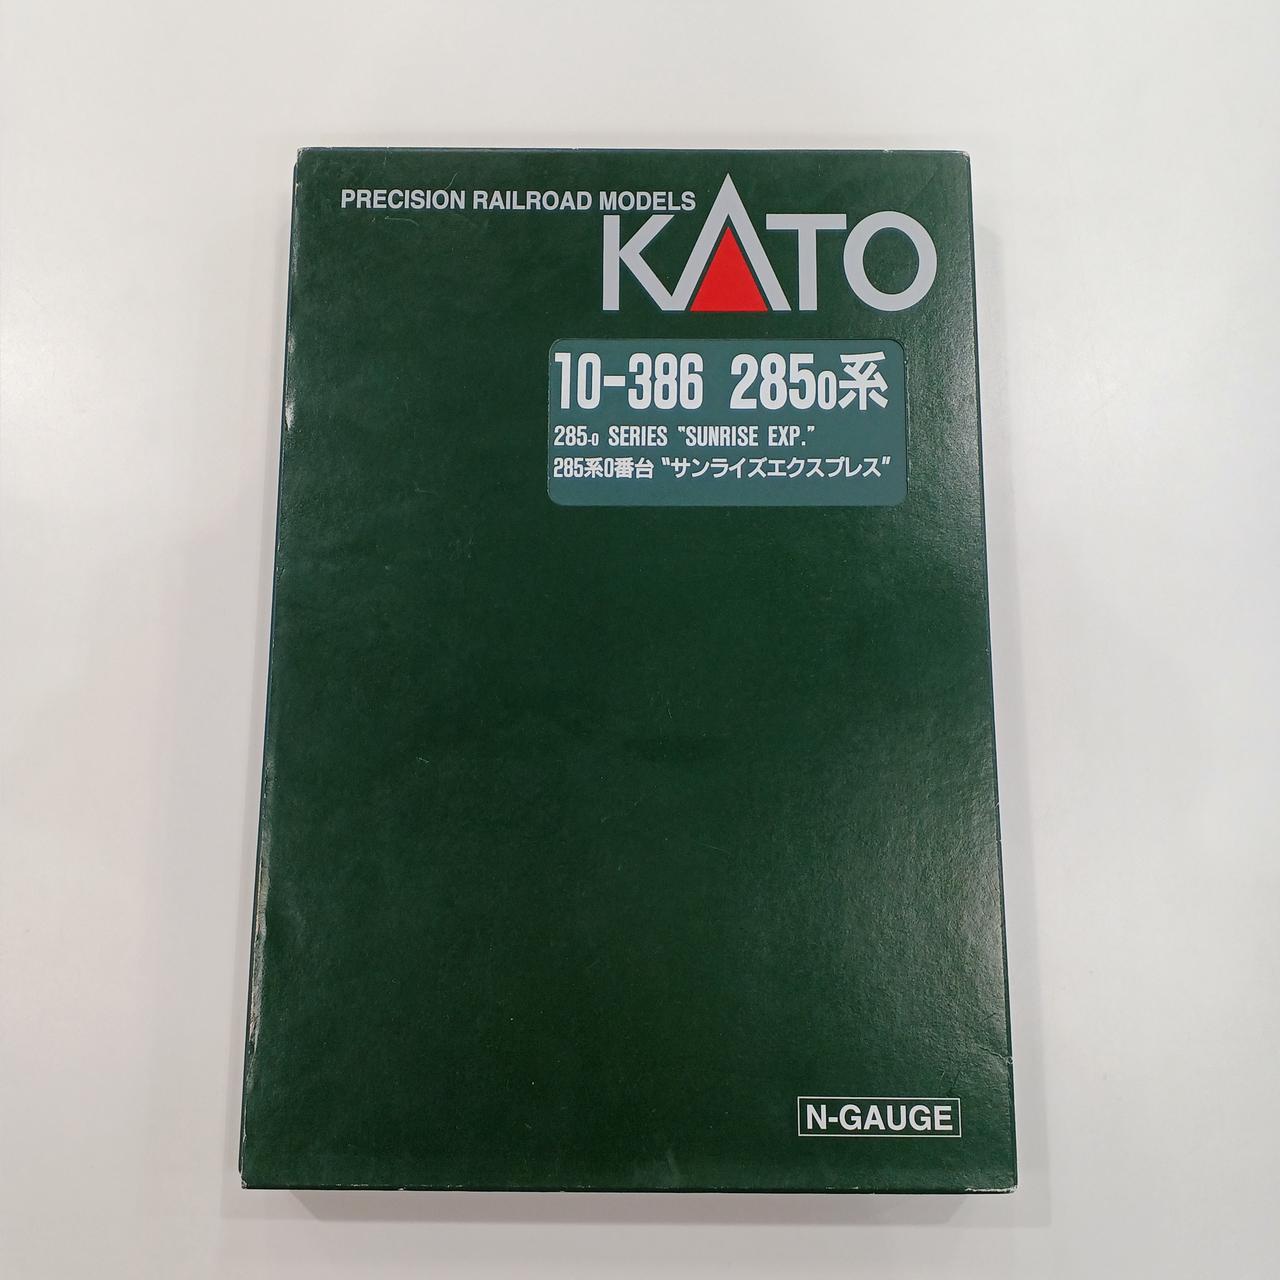 PRECISION RAILROAD MODELS
KATO
10-386 2850系
285-0 SERIES "SUNRISE EXP."
285系0番台 "サンライズエクスプレス"
N-GAUGE